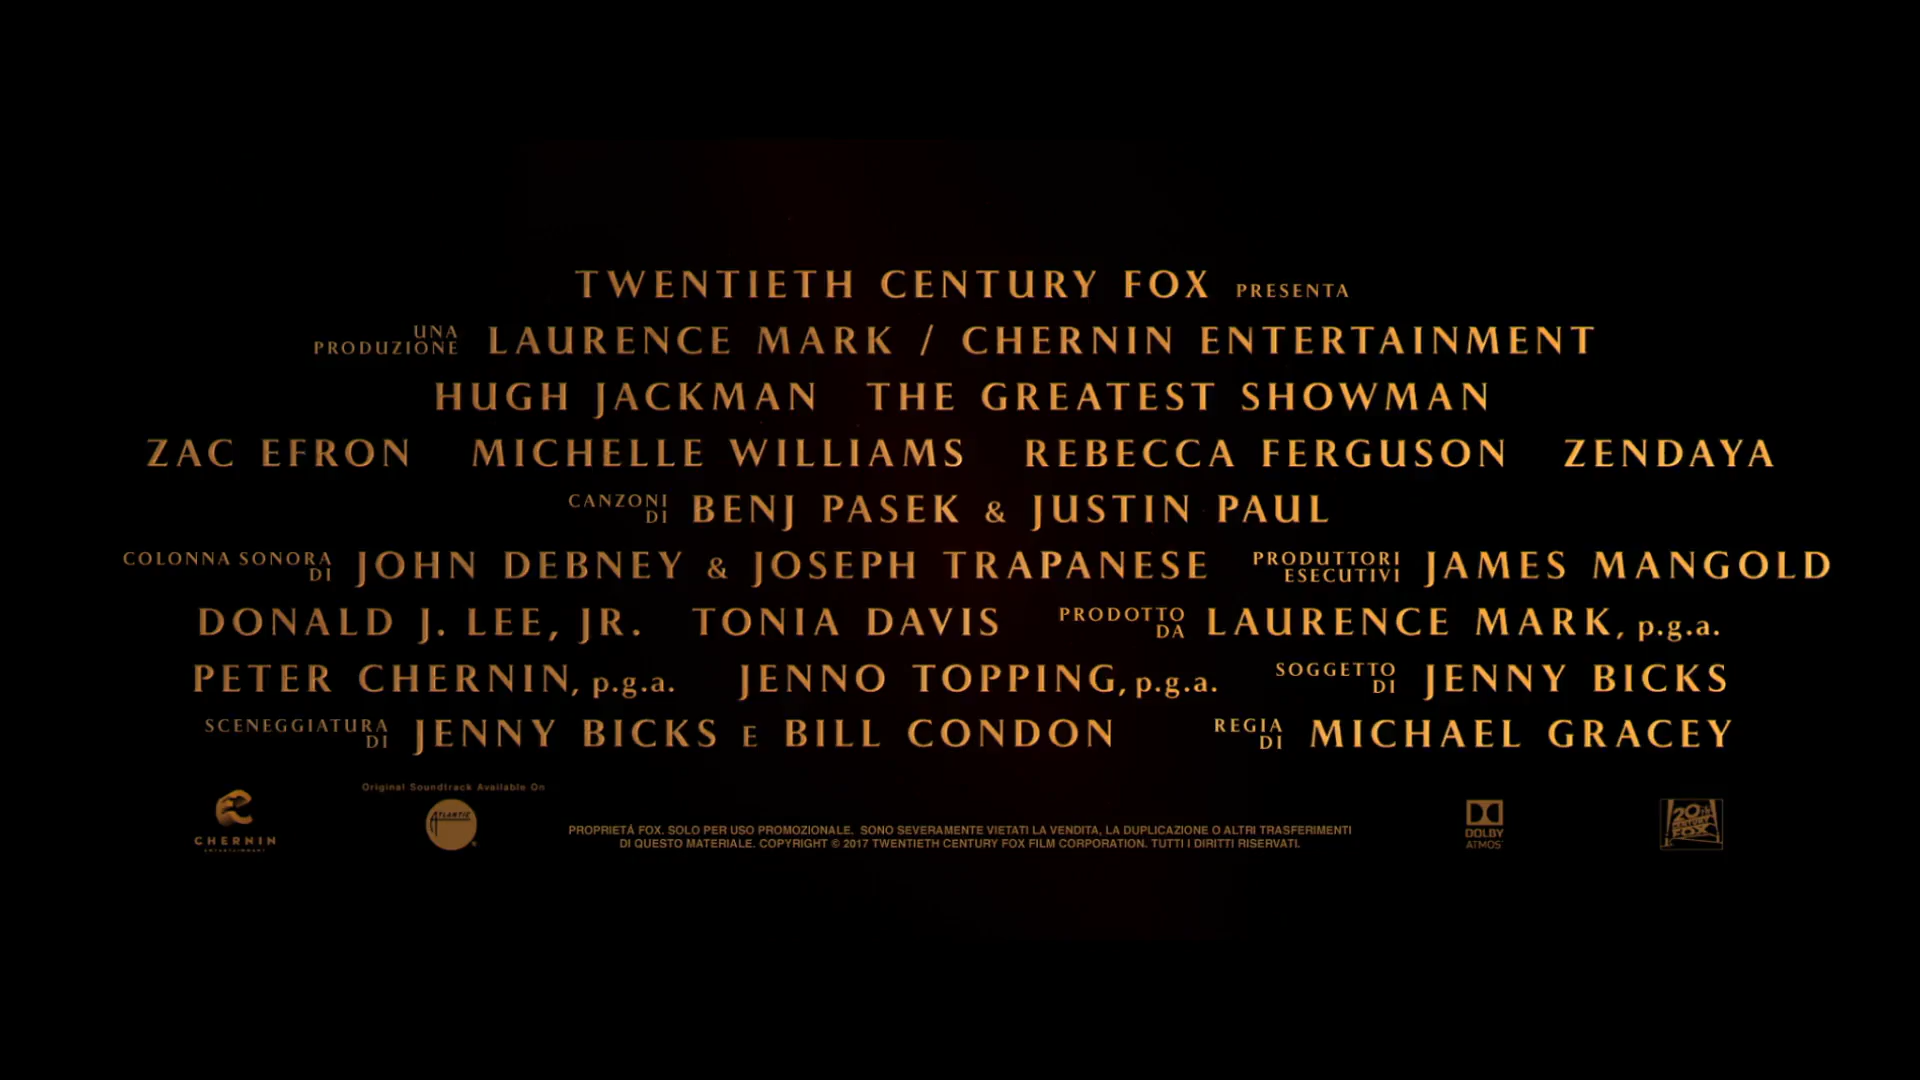 TWENTIETH CENTURY FOX PRESENTA
UNA PRODUZIONE LAURENCE MARK / CHERNIN ENTERTAINMENT
HUGH JACKMAN THE GREATEST SHOWMAN
ZAC EFRON MICHELLE WILLIAMS REBECCA FERGUSON ZENDAYA
CANZONI DI BENJ PASEK & JUSTIN PAUL
COLONNA SONORA DI JOHN DEBNEY & JOSEPH TRAPANESE PRODUTTORI ESECUTIVI JAMES MANGOLD
DONALD J. LEE, JR. TONIA DAVIS PRODOTTO DA LAURENCE MARK, p.g.a.
PETER CHERNIN, p.g.a. JENNO TOPPING, p.g.a. SOGGETTO DI JENNY BICKS
SCENEGGIATURA DI JENNY BICKS E BILL CONDON REGIA DI MICHAEL GRACEY
CHERNIN
ENTERTAINMENT
Original Soundtrack Available On
ATLANTIC
PROPRIETÁ FOX. SOLO PER USO PROMOZIONALE. SONO SEVERAMENTE VIETATI LA VENDITA, LA DUPLICAZIONE O ALTRI TRASFERIMENTI
DI QUESTO MATERIALE. COPYRIGHT © 2017 TWENTIETH CENTURY FOX FILM CORPORATION. TUTTI I DIRITTI RISERVATI.
DOLBY
ATMOS
20th
CENTURY
FOX